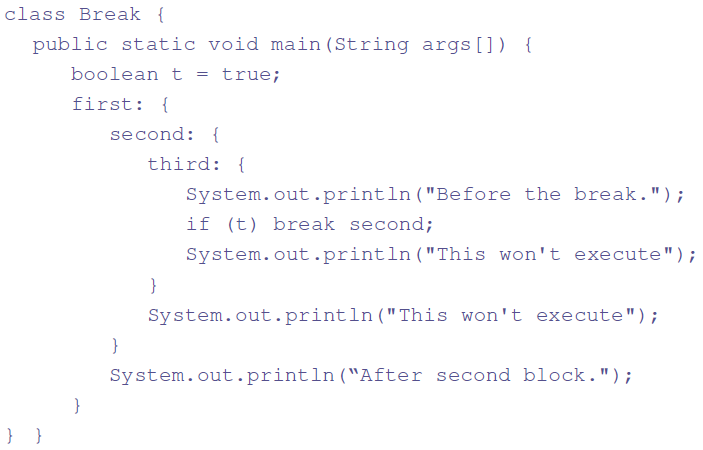 class Break {
public static void main(String args[]) {
boolean t = true;
first: {
second: {
third: {
System.out.println("Before the break.");
if (t) break second;
System.out.println("This won't execute");
}
System.out.println("This won't execute");
}
System.out.println(“After second block.");
}
} }